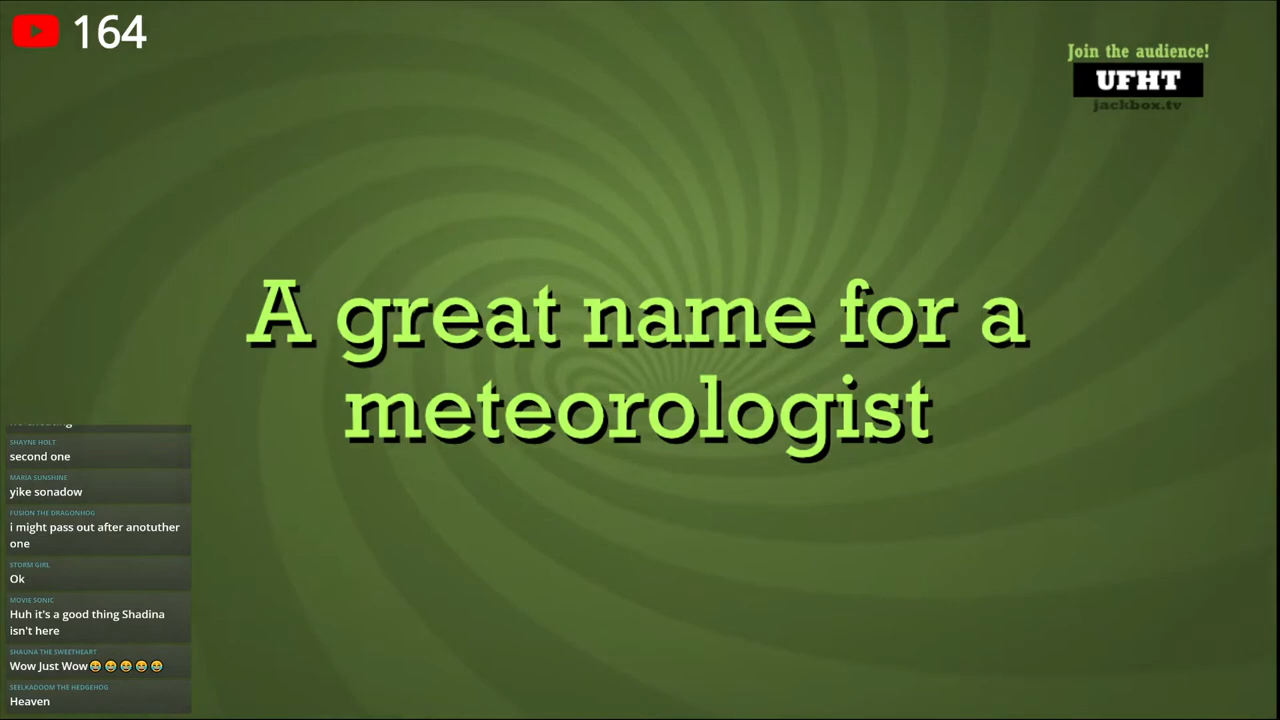 164
Join the audience!
UFHT
jackbox.tv
A great name for a
meteorologist
SHAYNE HOLT
second one
MARIA SUNSHINE
yike sonadow
FUSION THE DRAGONHOG
i might pass out after anotuther
one
STORM GIRL
Ok
MOVIE SONIC
Huh it's a good thing Shadina
isn't here
SHAUNA THE SWEETHEART
Wow Just Wow😂😂😂😂😂
SEELKADOOM THE HEDGEHOG
Heaven